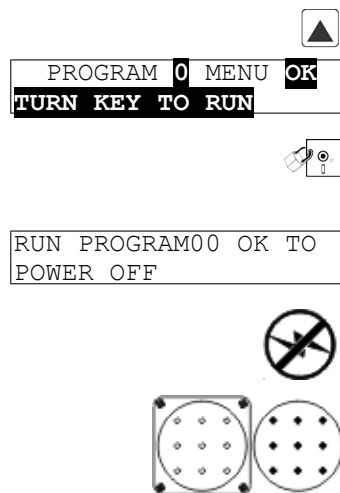 PROGRAM 0 MENU OK
TURN KEY TO RUN
RUN PROGRAM00 OK TO
POWER OFF